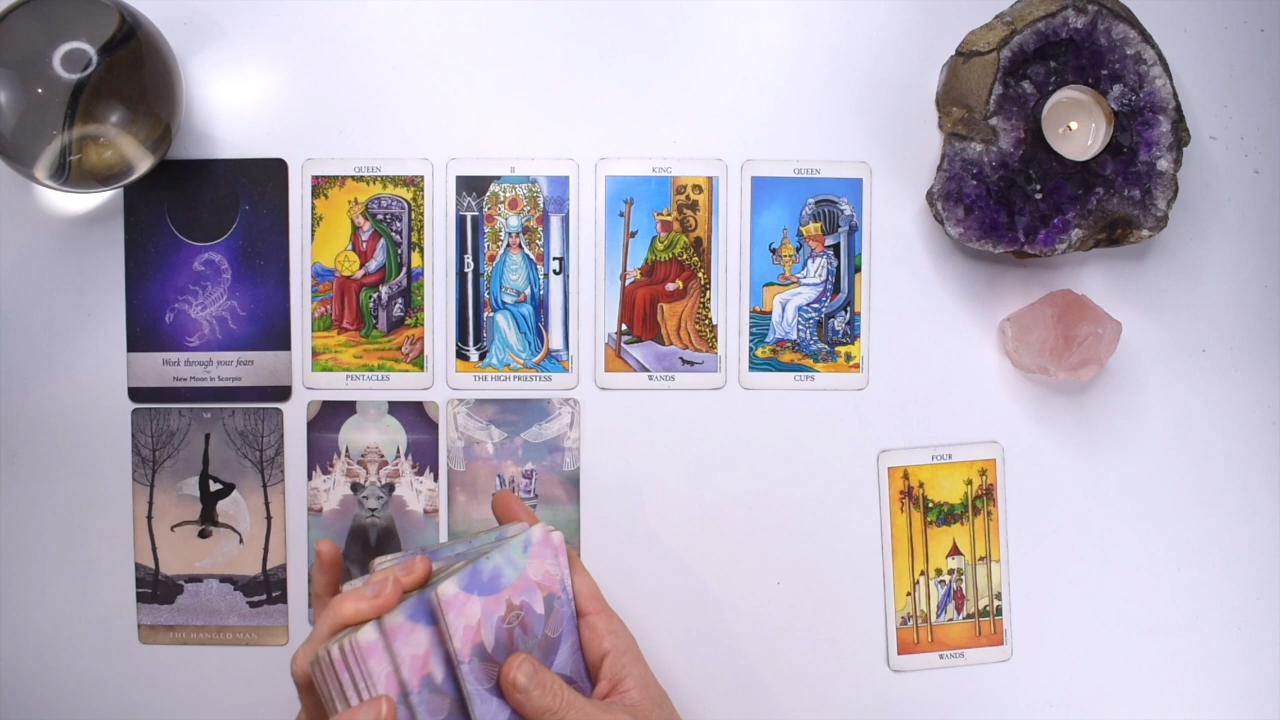 Work through your fears
New Moon in Scorpio
QUEEN
PENTACLES
II
B
J
THE HIGH PRIESTESS
KING
WANDS
QUEEN
CUPS
XII
THE HANGED MAN
FOUR
WANDS